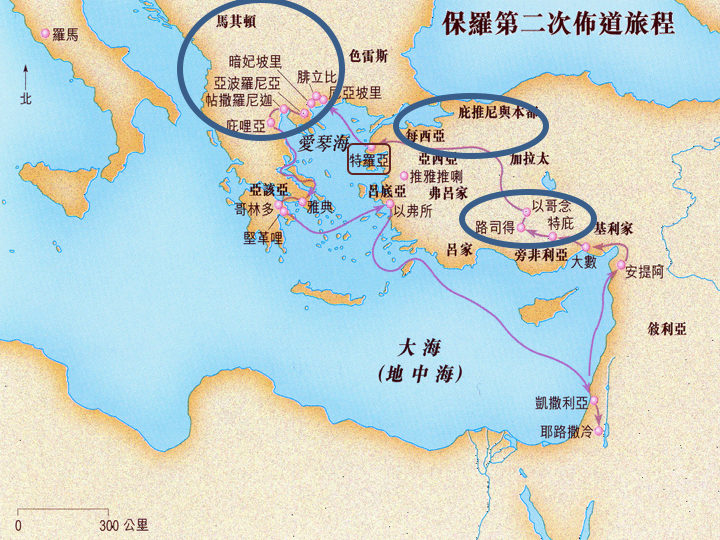 保羅第二次佈道旅程
馬其頓
羅馬
色雷斯
暗妃坡里
腓立比
亞波羅尼亞
尼亞坡里
帖撒羅尼迦
北
庇推尼與本都
庇哩亞
每西亞
愛琴海
特羅亞
亞西亞
加拉太
推雅推喇
亞該亞
呂底亞
弗呂家
以哥念
哥林多
雅典
以弗所
特庇
路司得
基利家
堅革哩
呂家
旁非利亞
大數
安提阿
敍利亞
大海
(地中海)
凱撒利亞
耶路撒冷
0 300 公里